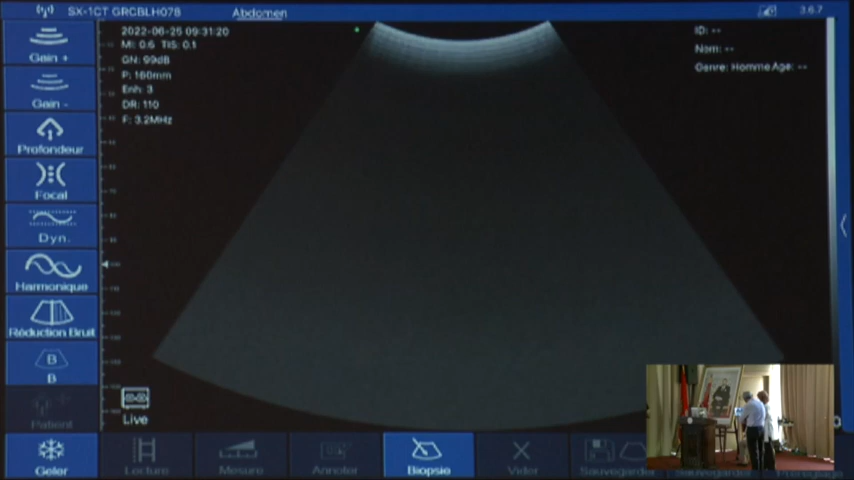 SX-1CT GRCBLH078
Abdomen
3.6.7
2022-06-25 09:31:20
MI: 0.6 TIS: 0.1
GN: 99dB
P: 160mm
Enh: 3
DR: 110
F: 3.2MHz
ID: --
Nom: --
Genre: Homme Age: --
Gain +
Gain -
Profondeur
Focal
Dyn.
Harmonique
Réduction Bruit
B
B
Patient
Live
Geler
Lecture
Mesure
Annoter
Biopsie
Vider
Sauvegarder